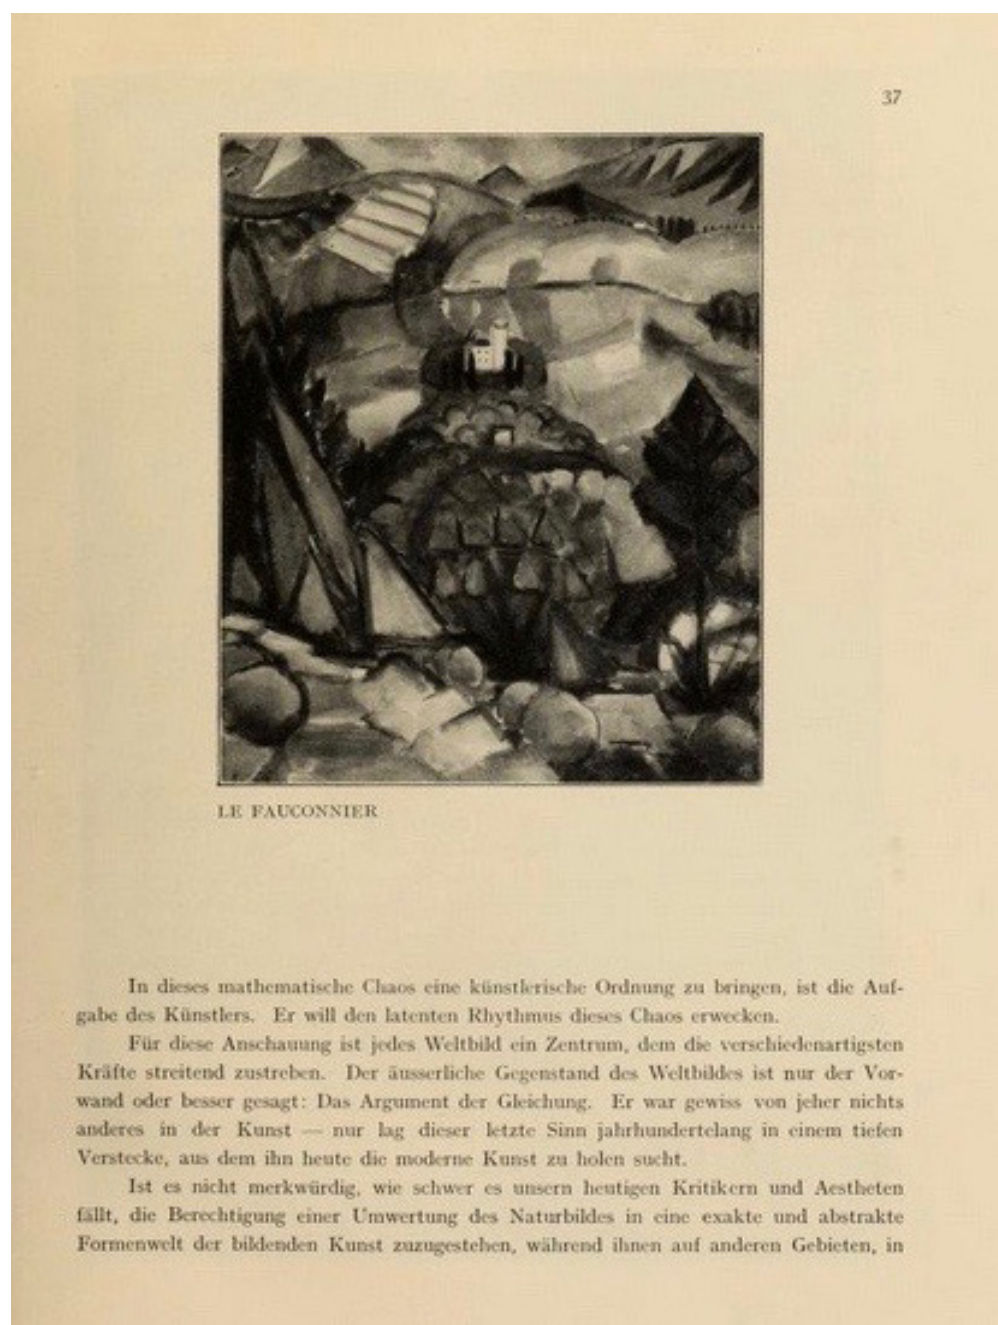 37
LE FAUCONNIER
In dieses mathematische Chaos eine künstlerische Ordnung zu bringen, ist die Auf-
gabe des Künstlers. Er will den latenten Rhythmus dieses Chaos erwecken.
Für diese Anschauung ist jedes Weltbild ein Zentrum, dem die verschiedenartigsten
Kräfte streitend zustreben. Der äusserliche Gegenstand des Weltbildes ist nur der Vor-
wand oder besser gesagt: Das Argument der Gleichung. Er war gewiss von jeher nichts
anderes in der Kunst — nur lag dieser letzte Sinn jahrhundertelang in einem tiefen
Verstecke, aus dem ihn heute die moderne Kunst zu holen sucht.
Ist es nicht merkwürdig, wie schwer es unsern heutigen Kritikern und Aestheten
fällt, die Berechtigung einer Umwertung des Naturbildes in eine exakte und abstrakte
Formenwelt der bildenden Kunst zuzugestehen, während ihnen auf anderen Gebieten, in